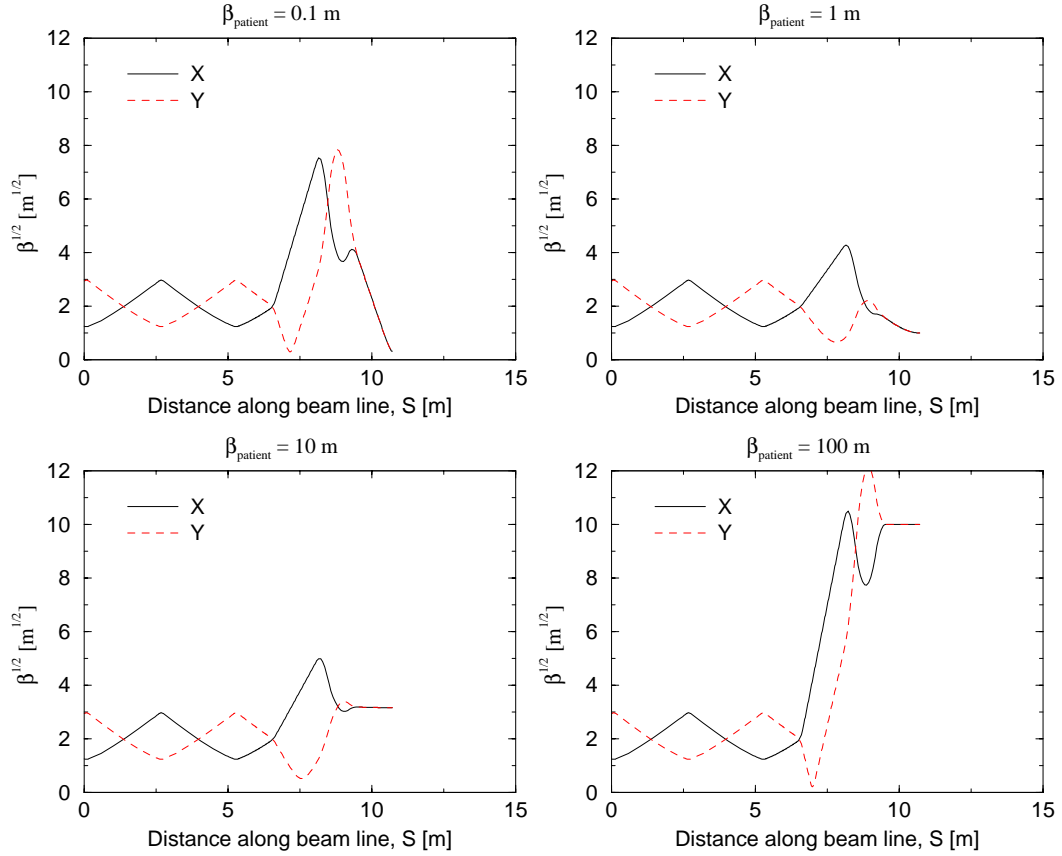 β_patient = 0.1 m
12
10
8
6
4
2
0
β^1/2 [m^1/2]
X
Y
0
5
10
15
Distance along beam line, S [m]
β_patient = 1 m
12
10
8
6
4
2
0
β^1/2 [m^1/2]
X
Y
0
5
10
15
Distance along beam line, S [m]
β_patient = 10 m
12
10
8
6
4
2
0
β^1/2 [m^1/2]
X
Y
0
5
10
15
Distance along beam line, S [m]
β_patient = 100 m
12
10
8
6
4
2
0
β^1/2 [m^1/2]
X
Y
0
5
10
15
Distance along beam line, S [m]